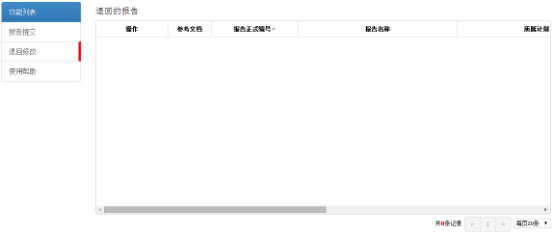 功能列表
报告提交
退回修改
使用帮助
退回的报告
操作 参考文档 报告正式编号 报告名称 所属计划
共0条记录 « 1 » 每页20条